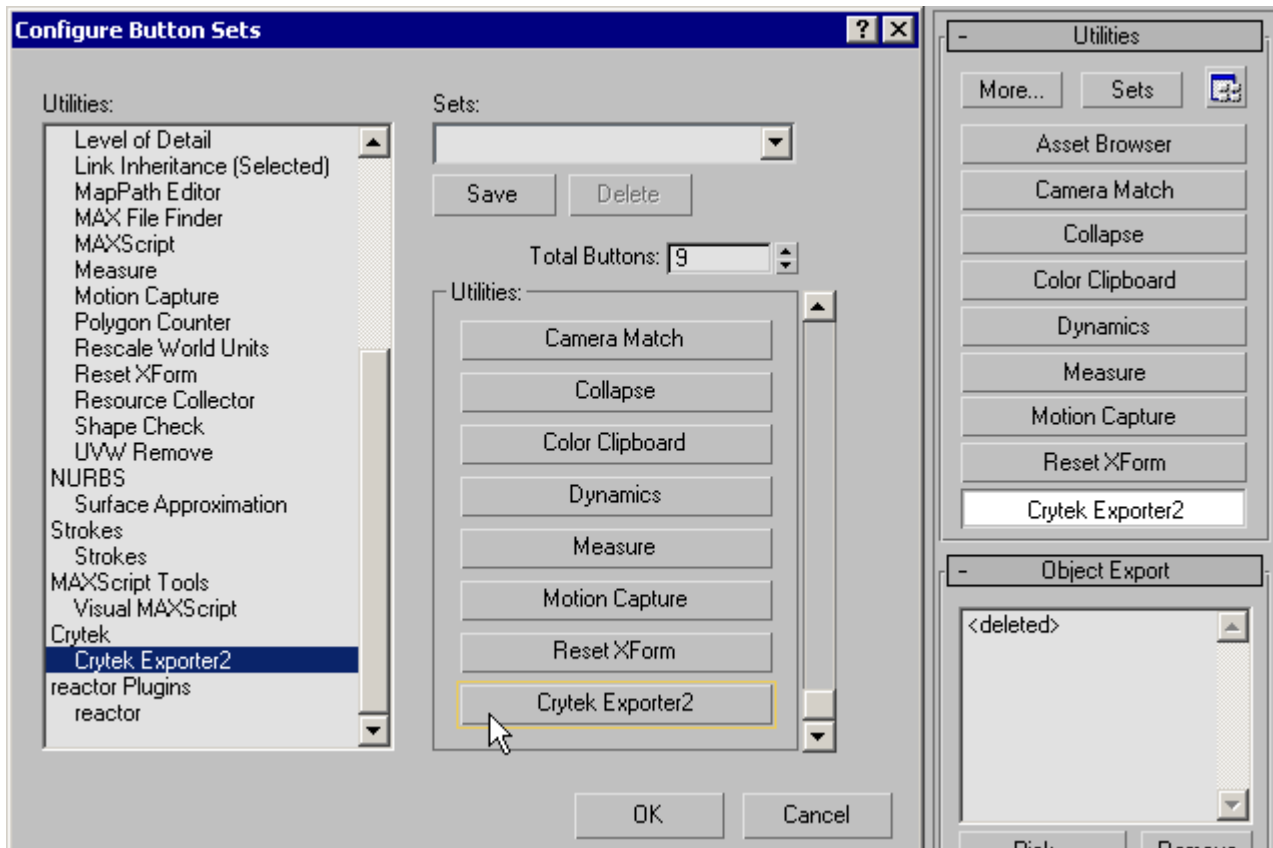 Configure Button Sets
Utilities:
Level of Detail
Link Inheritance (Selected)
MapPath Editor
MAX File Finder
MAXScript
Measure
Motion Capture
Polygon Counter
Rescale World Units
Reset XForm
Resource Collector
Shape Check
UVW Remove
NURBS
Surface Approximation
Strokes
Strokes
MAXScript Tools
Visual MAXScript
Crytek
Crytek Exporter2
reactor Plugins
reactor
Sets:
Save Delete
Total Buttons: 9
Utilities:
Camera Match
Collapse
Color Clipboard
Dynamics
Measure
Motion Capture
Reset XForm
Crytek Exporter2
OK Cancel
- Utilities
More... Sets
Asset Browser
Camera Match
Collapse
Color Clipboard
Dynamics
Measure
Motion Capture
Reset XForm
Crytek Exporter2
- Object Export
<deleted>
Pick Remove